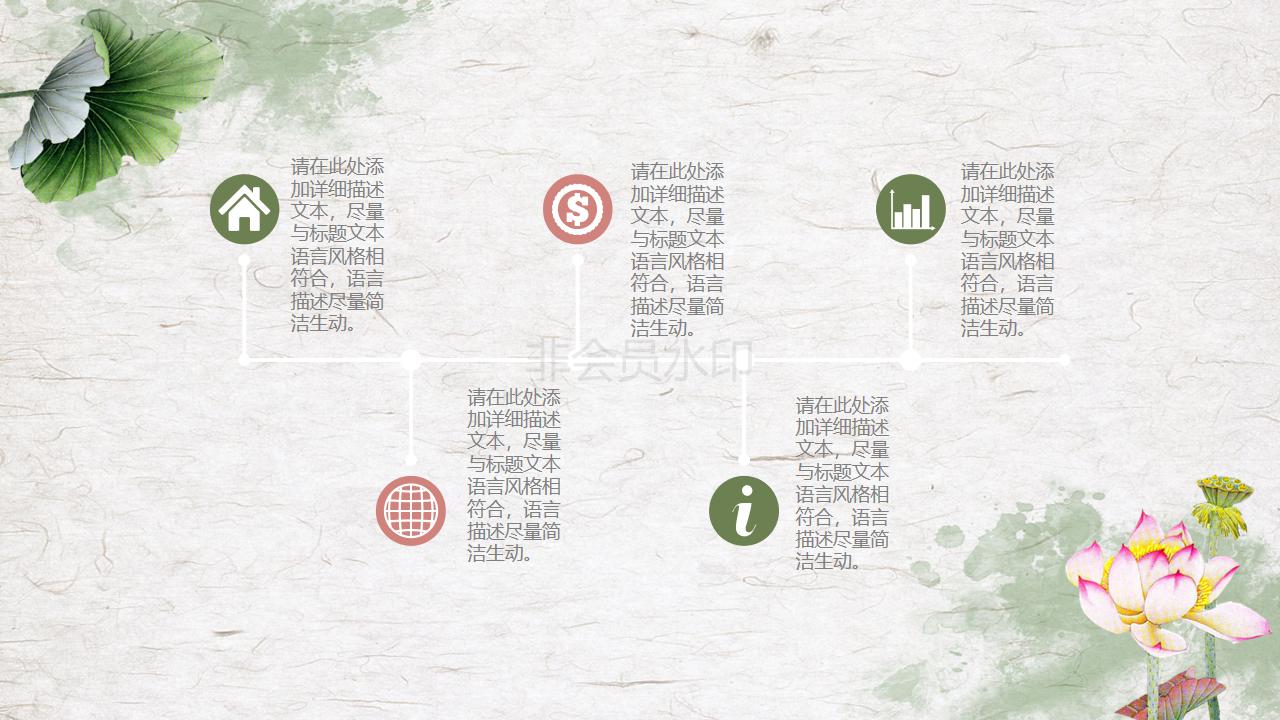 请在此处添
加详细描述
文本，尽量
与标题文本
语言风格相
符合，语言
描述尽量简
洁生动。
请在此处添
加详细描述
文本，尽量
与标题文本
语言风格相
符合，语言
描述尽量简
洁生动。
请在此处添
加详细描述
文本，尽量
与标题文本
语言风格相
符合，语言
描述尽量简
洁生动。
非会员水印
请在此处添
加详细描述
文本，尽量
与标题文本
语言风格相
符合，语言
描述尽量简
洁生动。
请在此处添
加详细描述
文本，尽量
与标题文本
语言风格相
符合，语言
描述尽量简
洁生动。